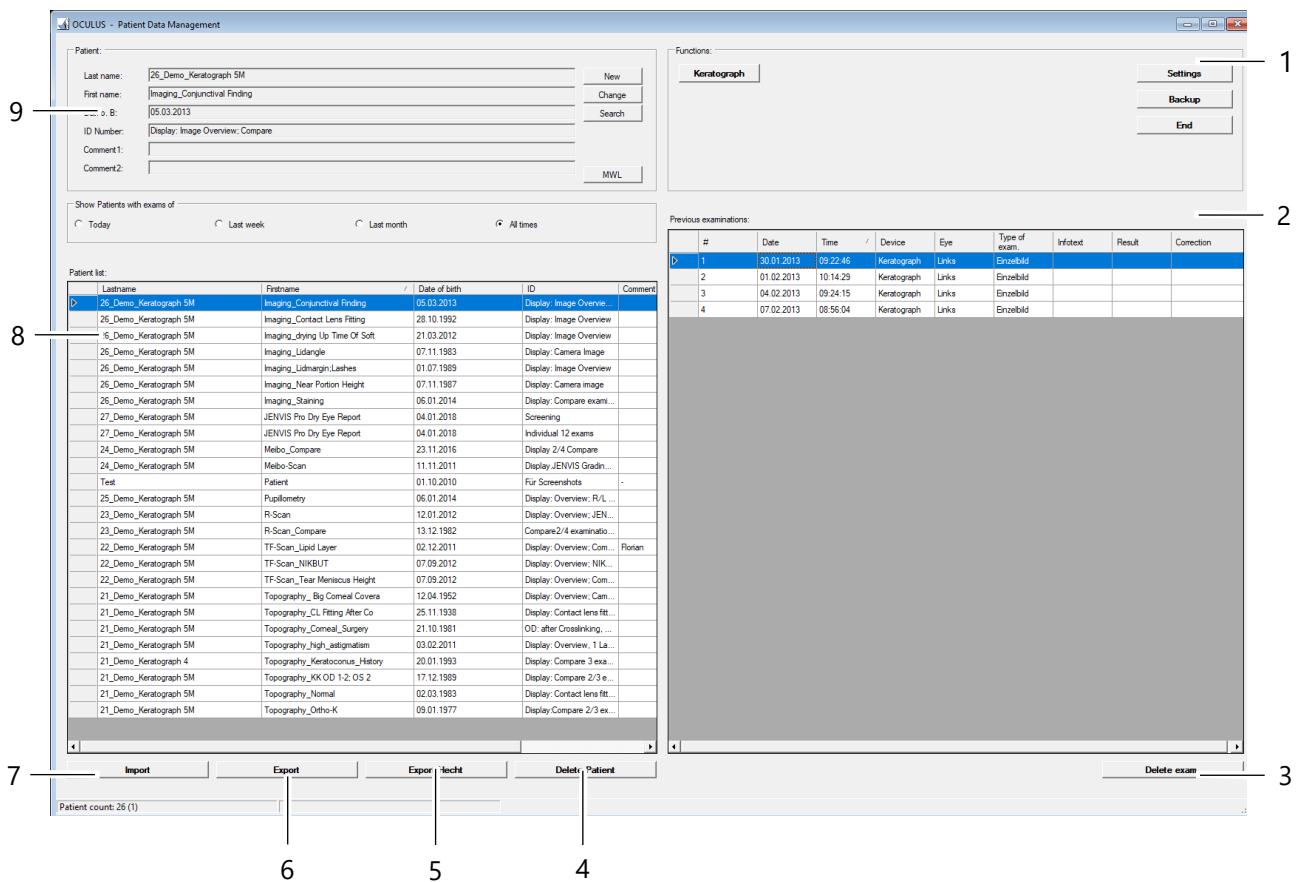 OCULUS - Patient Data Management
Patient:
Last name: 26_Demo_Keratograph 5M New
First name: Imaging_Conjunctival Finding Change
B: 05.03.2013 Search
ID Number: Display: Image Overview; Compare
Comment1:
Comment2:
MWL
Functions:
Keratograph
Settings
Backup
End
1
9
Show Patients with exams of
Today Last week Last month All times
2
Previous examinations:
# Date Time Device Eye Type of exam. Infotext Result Correction
1 30.01.2013 09:22:46 Keratograph Links Einzelbild
2 01.02.2013 10:14:29 Keratograph Links Einzelbild
3 04.02.2013 09:24:15 Keratograph Links Einzelbild
4 07.02.2013 08:56:04 Keratograph Links Einzelbild
Patient list:
Lastname Firstname / Date of birth ID Comment
26_Demo_Keratograph 5M Imaging_Conjunctival Finding 05.03.2013 Display: Image Overvie...
26_Demo_Keratograph 5M Imaging_Contact Lens Fitting 28.10.1992 Display: Image Overview
26_Demo_Keratograph 5M Imaging_drying Up Time Of Soft 21.03.2012 Display: Image Overview
26_Demo_Keratograph 5M Imaging_Lidangle 07.11.1983 Display: Camera Image
26_Demo_Keratograph 5M Imaging_Lidmargin;Lashes 01.07.1989 Display: Image Overview
26_Demo_Keratograph 5M Imaging_Near Portion Height 07.11.1987 Display: Camera image
26_Demo_Keratograph 5M Imaging_Staining 06.01.2014 Display: Compare exami...
27_Demo_Keratograph 5M JENVIS Pro Dry Eye Report 04.01.2018 Screening
27_Demo_Keratograph 5M JENVIS Pro Dry Eye Report 04.01.2018 Individual 12 exams
24_Demo_Keratograph 5M Meibo_Compare 23.11.2016 Display 2/4 Compare
24_Demo_Keratograph 5M Meibo-Scan 11.11.2011 Display.JENVIS Gradin...
Test Patient 01.10.2010 Für Screenshots -
25_Demo_Keratograph 5M Pupillometry 06.01.2014 Display: Overview; R/L ...
23_Demo_Keratograph 5M R-Scan 12.01.2012 Display: Overview; JEN...
23_Demo_Keratograph 5M R-Scan_Compare 13.12.1982 Compare2/4 examinatio...
22_Demo_Keratograph 5M TF-Scan_Lipid Layer 02.12.2011 Display: Overview; Com... Florian
22_Demo_Keratograph 5M TF-Scan_NIKBUT 07.09.2012 Display: Overview; NIK...
22_Demo_Keratograph 5M TF-Scan_Tear Meniscus Height 07.09.2012 Display: Overview; Com...
21_Demo_Keratograph 5M Topography_ Big Corneal Covera 12.04.1952 Display: Overview; Cam...
21_Demo_Keratograph 5M Topography_CL Fitting After Co 25.11.1938 Display: Contact lens fitt...
21_Demo_Keratograph 5M Topography_Corneal_Surgery 21.10.1981 OD: after Crosslinking, ...
21_Demo_Keratograph 5M Topography_high_astigmatism 03.02.2011 Display: Overview, 1 La...
21_Demo_Keratograph 4 Topography_Keratoconus_History 20.01.1993 Display: Compare 3 exa...
21_Demo_Keratograph 5M Topography_KK OD 1-2; OS 2 17.12.1989 Display: Compare 2/3 e...
21_Demo_Keratograph 5M Topography_Normal 02.03.1983 Display: Contact lens fitt...
21_Demo_Keratograph 5M Topography_Ortho-K 09.01.1977 Display:Compare 2/3 ex...
8
7
Import Export Export Hecht Delete Patient Delete exam
3
Patient count: 26 (1)
6 5 4